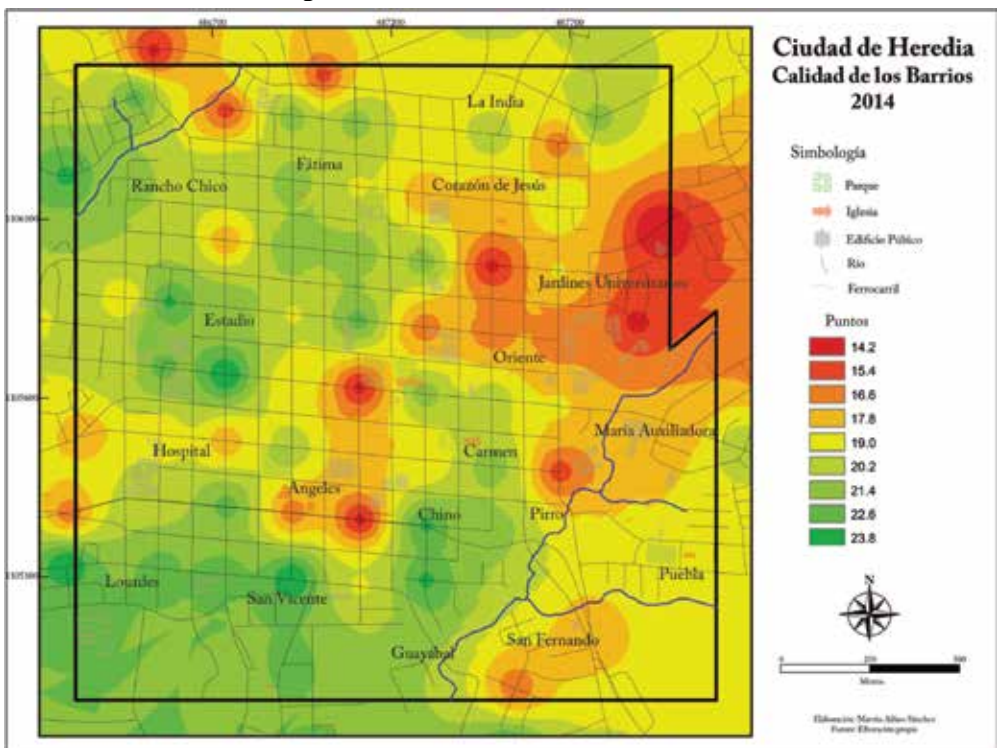 Ciudad de Heredia
Calidad de los Barrios
2014
Simbología
Parque
Iglesia
Edificio Púbico
Río
Ferrocarril
Puntos
14.2
15.4
16.6
17.8
19.0
20.2
21.4
22.6
23.8
N
0
Metros
La India
Fátima
Rancho Chico
Corazón de Jesús
Jardines Universitarios
Estadio
Oriente
María Auxiliadora
Hospital
Carmen
Angeles
Chino
Pirro
Puebla
Lourdes
San Vicente
San Fernando
Guayabal